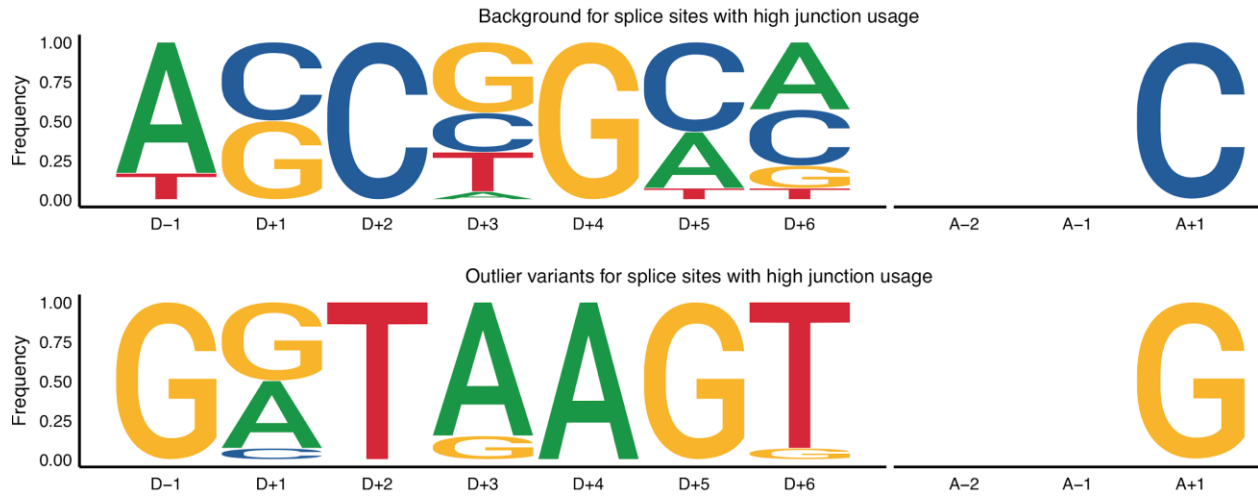 Background for splice sites with high junction usage
Frequency
1.00
0.75
0.50
0.25
0.00
A T
C G
C
G C T A
G
C A T
A C G T
C
D−1 D+1 D+2 D+3 D+4 D+5 D+6 A−2 A−1 A+1
Outlier variants for splice sites with high junction usage
Frequency
1.00
0.75
0.50
0.25
0.00
G
G A C
T
A G
A
G
T G
G
D−1 D+1 D+2 D+3 D+4 D+5 D+6 A−2 A−1 A+1